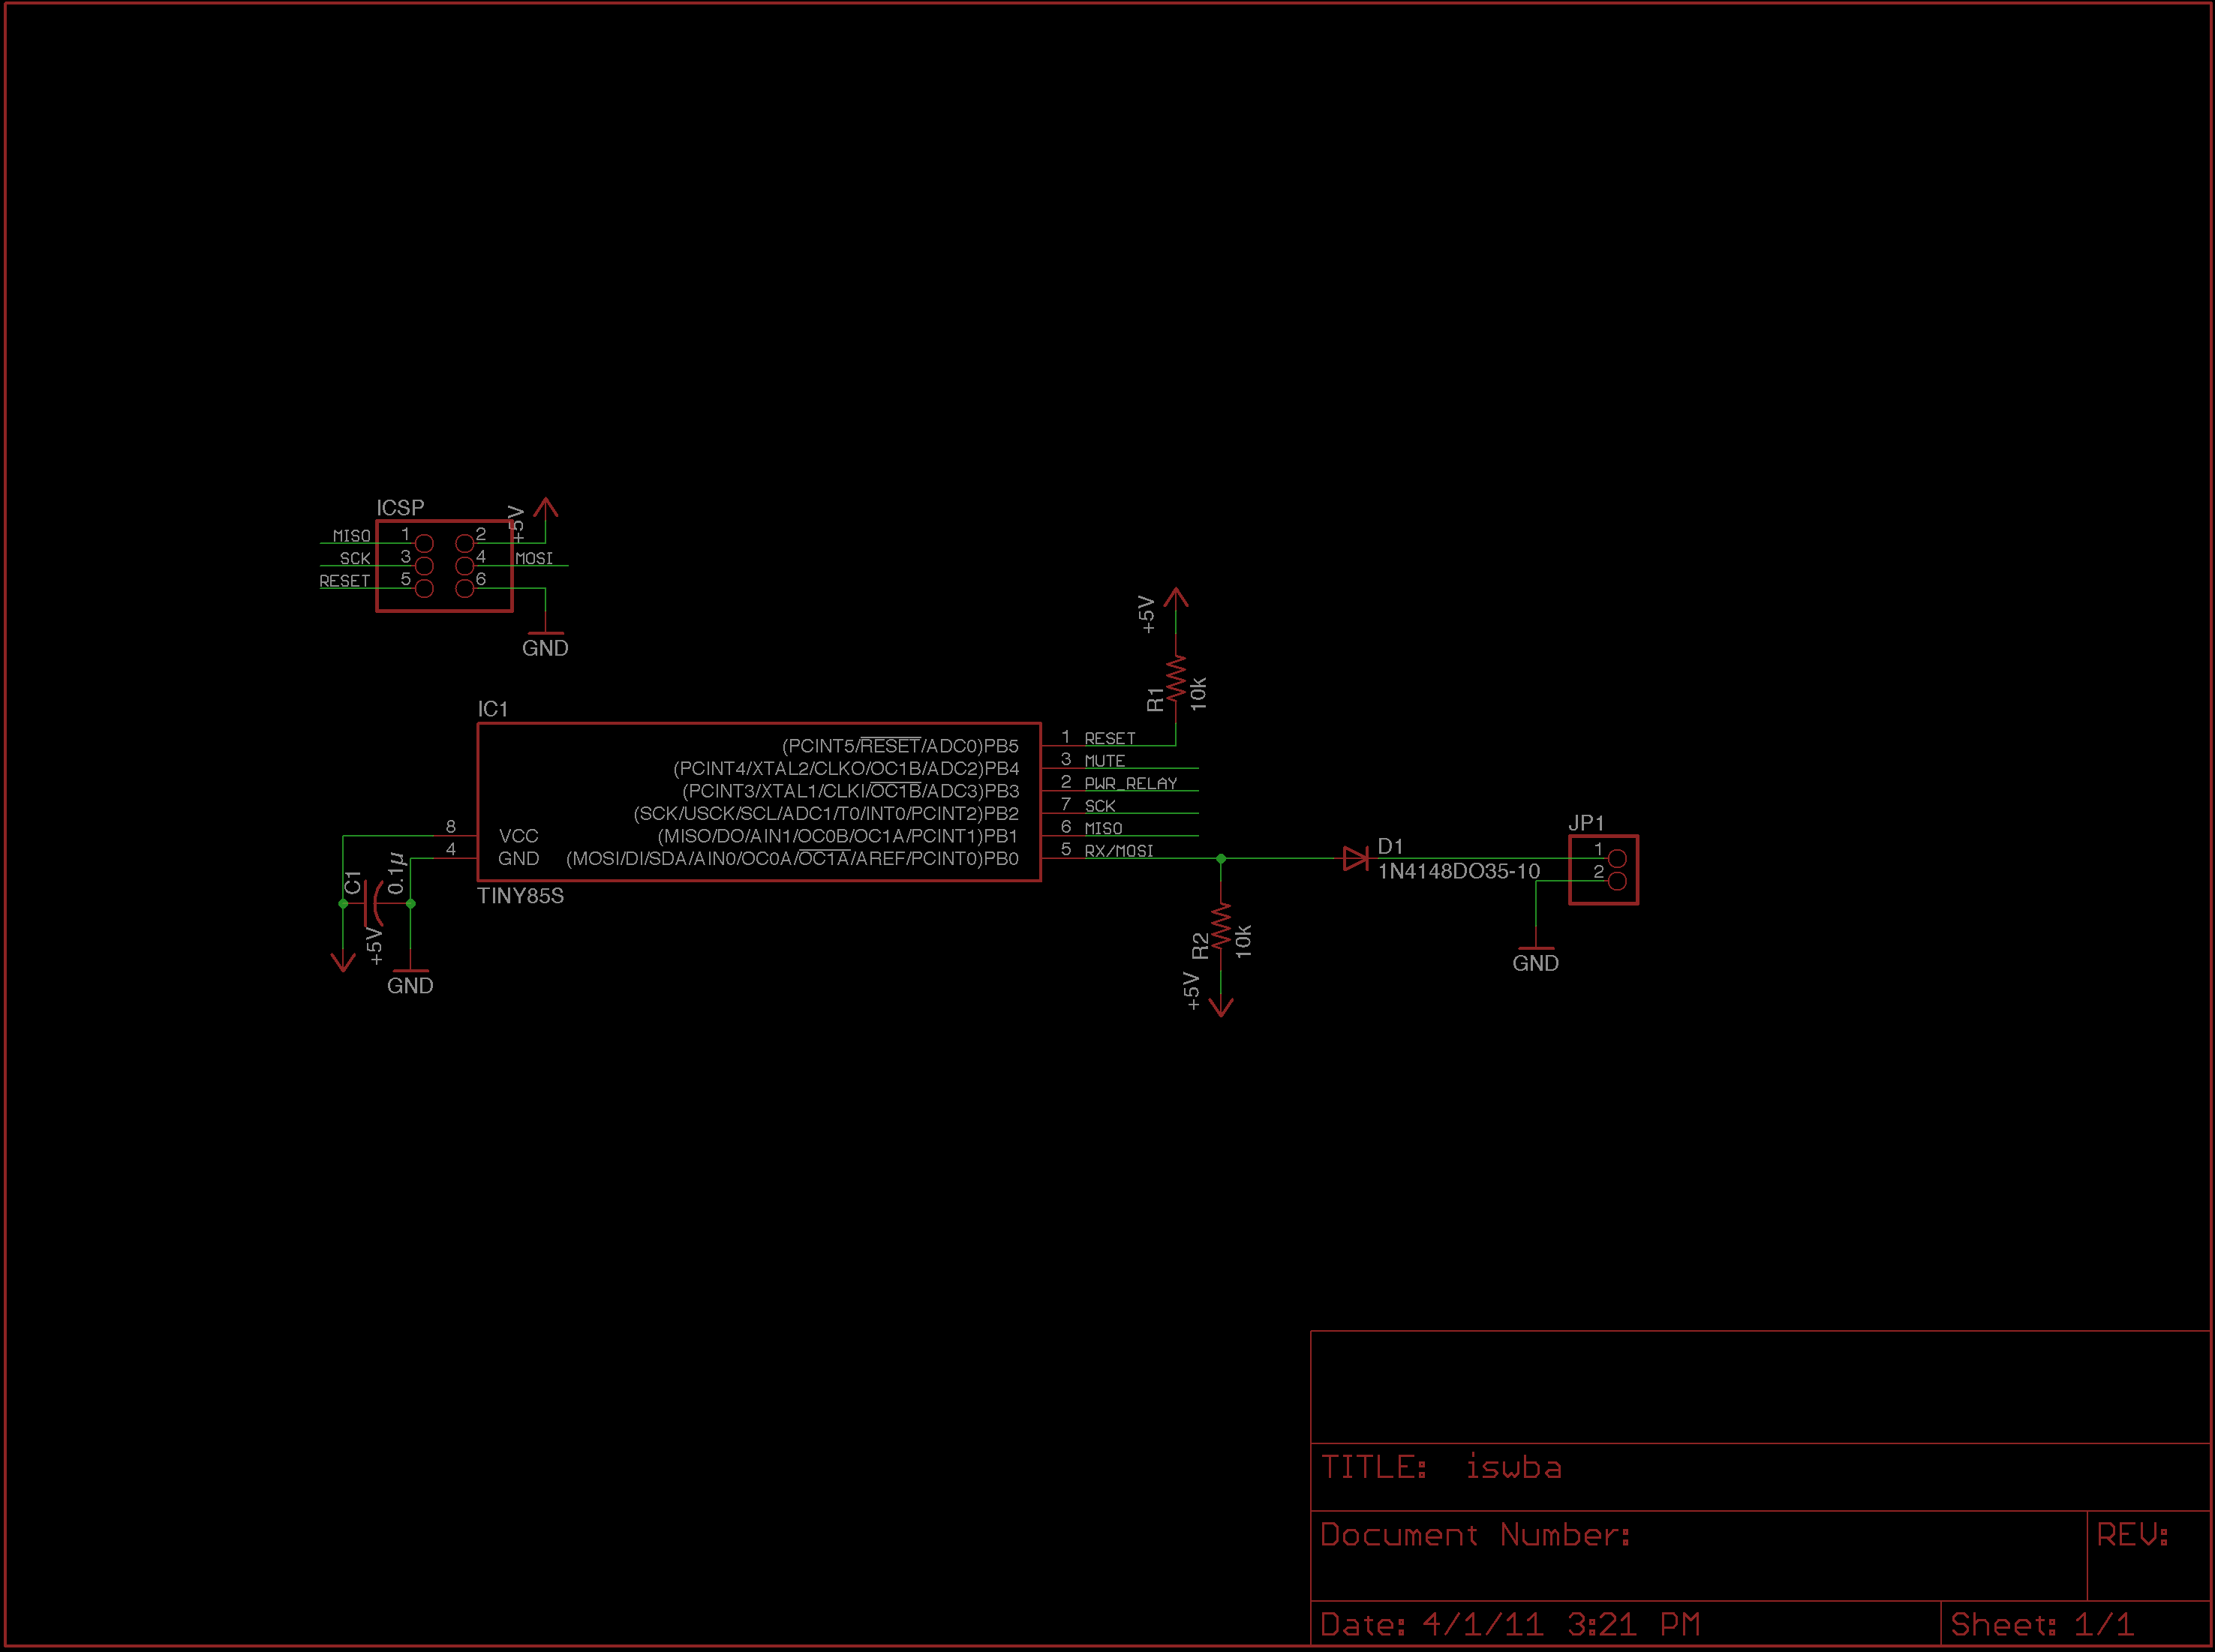 ICSP
MISO 1 2 +5V
SCK 3 4 MOSI
RESET 5 6
GND
+5V
R1 10k
IC1
(PCINT5/RESET/ADC0)PB5 1 RESET
(PCINT4/XTAL2/CLKO/OC1B/ADC2)PB4 3 MUTE
(PCINT3/XTAL1/CLKI/OC1B/ADC3)PB3 2 PWR_RELAY
(SCK/USCK/SCL/ADC1/T0/INT0/PCINT2)PB2 7 SCK
8 VCC (MISO/DO/AIN1/OC0B/OC1A/PCINT1)PB1 6 MISO
4 GND (MOSI/DI/SDA/AIN0/OC0A/OC1A/AREF/PCINT0)PB0 5 RX/MOSI
TINY85S
C1 0.1µ
+5V
GND
D1
1N4148DO35-10
JP1
1
2
GND
R2 10k
+5V
TITLE: iswba
Document Number:
REV:
Date: 4/1/11 3:21 PM
Sheet: 1/1